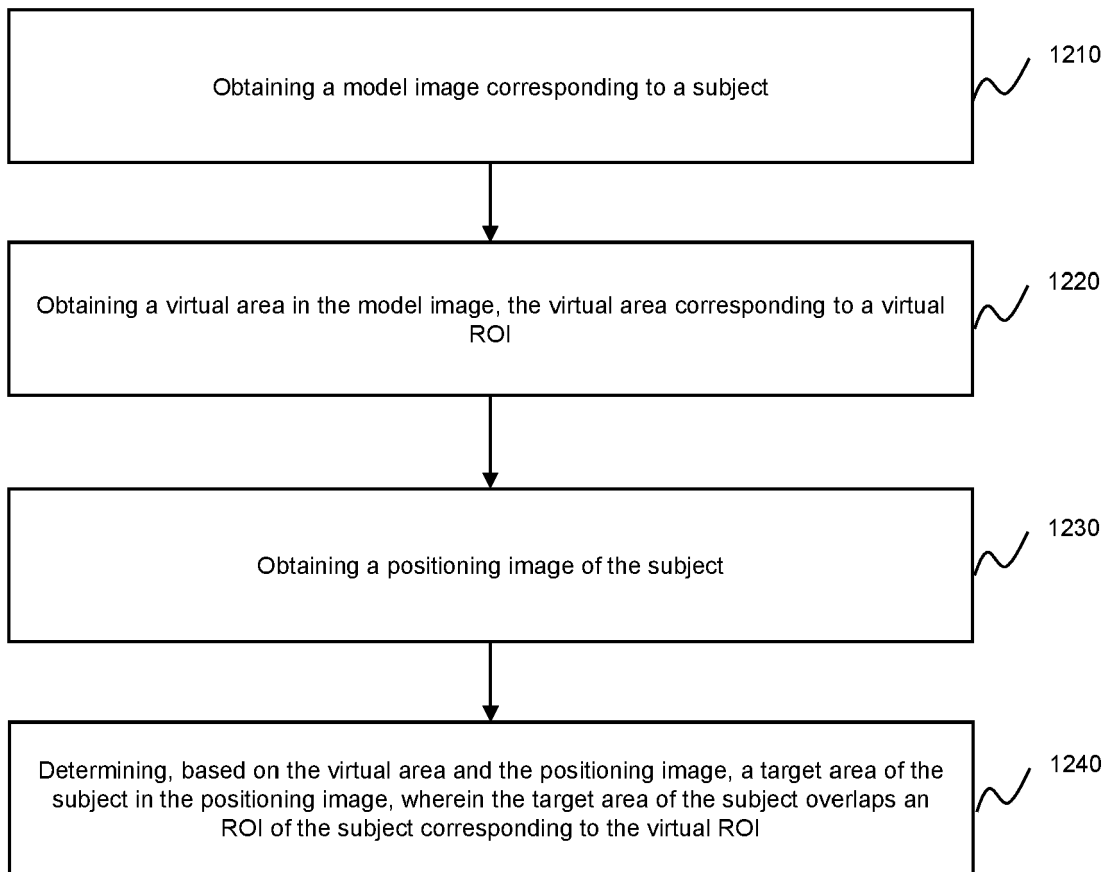 Obtaining a model image corresponding to a subject
1210
Obtaining a virtual area in the model image, the virtual area corresponding to a virtual
ROI
1220
Obtaining a positioning image of the subject
1230
Determining, based on the virtual area and the positioning image, a target area of the
subject in the positioning image, wherein the target area of the subject overlaps an
ROI of the subject corresponding to the virtual ROI
1240